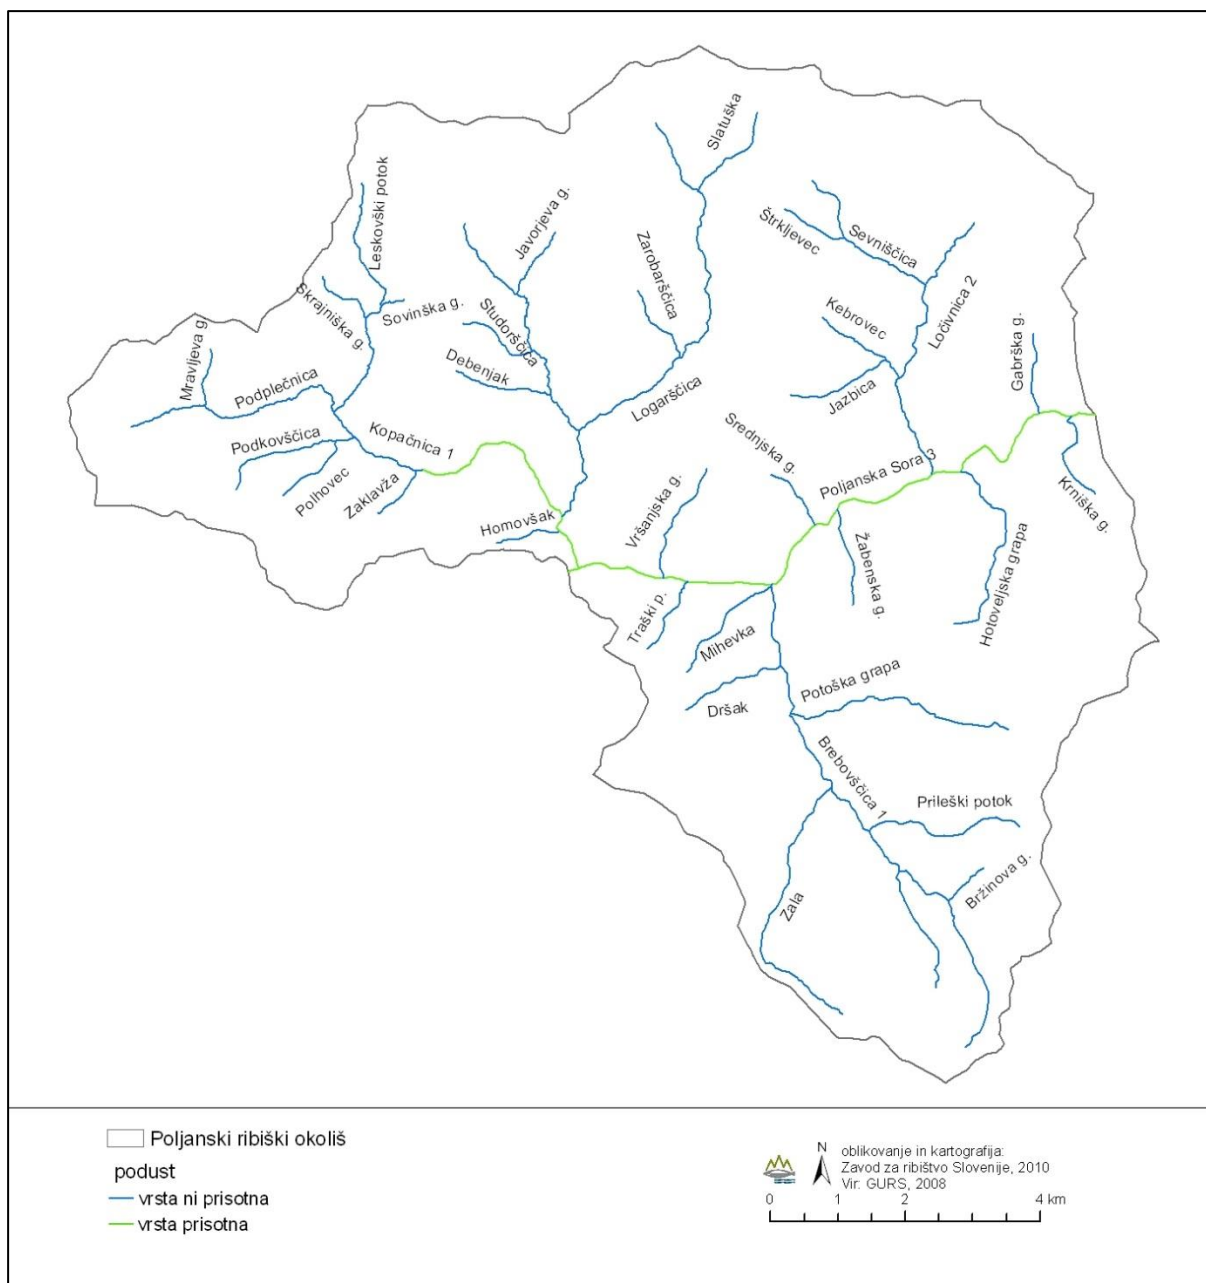 Slatuška
Leskovški potok
Javorjeva g.
Štrkljevec
Sevniščica
Zarobarščica
Skrajniška g.
Sovinška g.
Studorščica
Kebrovec
Ločivnica 2
Mravljeva g.
Debenjak
Gabrška g.
Podplečnica
Logarščica
Jazbica
Podkovščica
Kopačnica 1
Srednjska g.
Polhovec
Zaklavža
Poljanska Sora 3
Krniška g.
Homovšak
Vršanjska g.
Žabenska g.
Hotoveljska grapa
Traški p.
Mihevka
Potoška grapa
Dršak
Brebovščica 1
Prileški potok
Bržinova g.
Zala
Poljanski ribiški okoliš
podust
vrsta ni prisotna
vrsta prisotna
N
oblikovanje in kartografija:
Zavod za ribištvo Slovenije, 2010
Vir: GURS, 2008
0 1 2 4 km